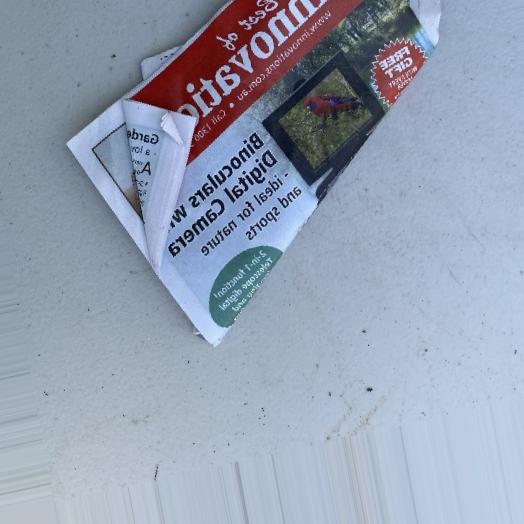 Best of
Innovatio
www.innovations.com.au • Call 1300
FREE
GIFT
Binoculars w
Digital Camera
- ideal for nature
and sports
2-in-1 function!
Telescope
digital
Garde